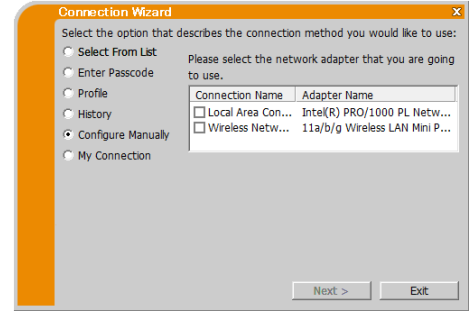 Connection Wizard
x
Select the option that describes the connection method you would like to use:
Select From List
Enter Passcode
Profile
History
Configure Manually
My Connection
Please select the network adapter that you are going
to use.
Connection Name Adapter Name
Local Area Con... Intel(R) PRO/1000 PL Netw...
Wireless Netw... 11a/b/g Wireless LAN Mini P...
Next > Exit